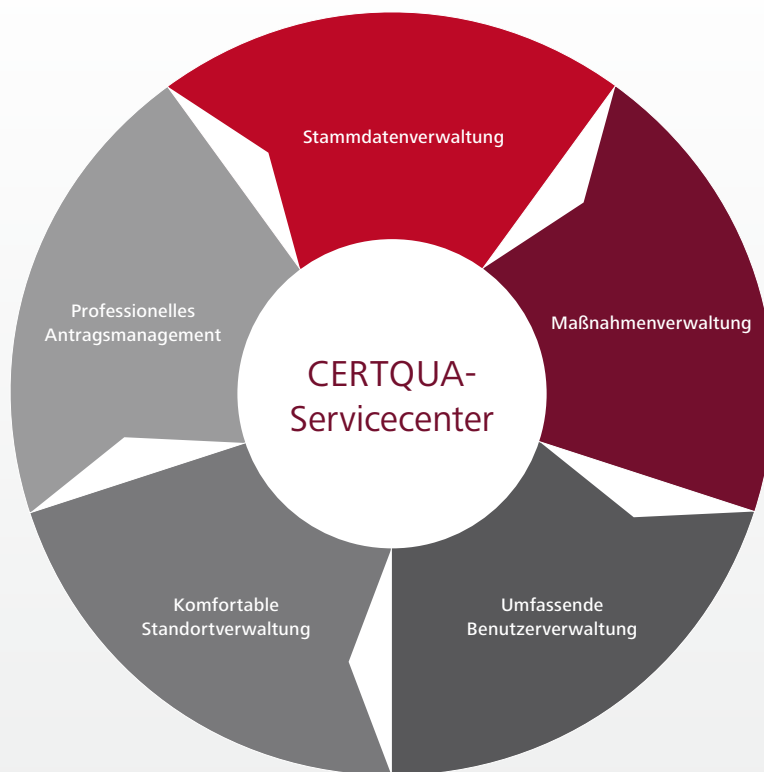 Stammdatenverwaltung
Maßnahmenverwaltung
Umfassende
Benutzerverwaltung
Komfortable
Standortverwaltung
Professionelles
Antragsmanagement
CERTQUA-
Servicecenter